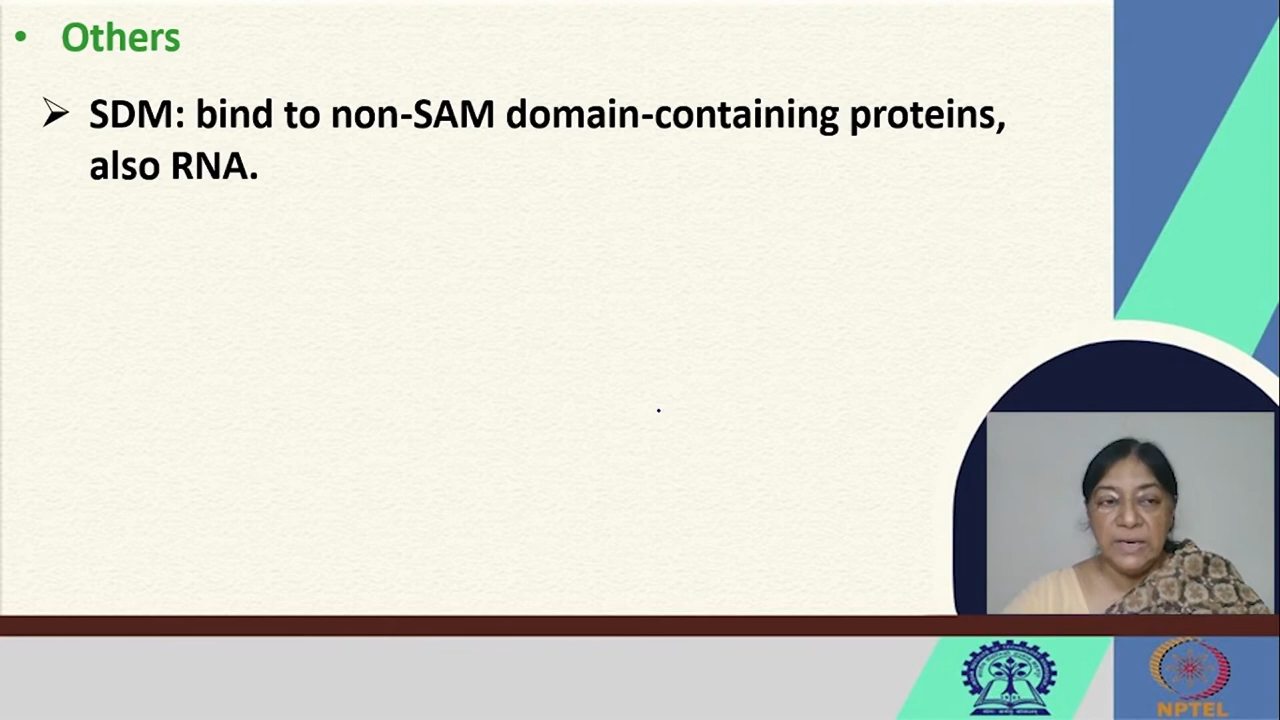 • Others
➢ SDM: bind to non-SAM domain-containing proteins,
also RNA.
NPTEL